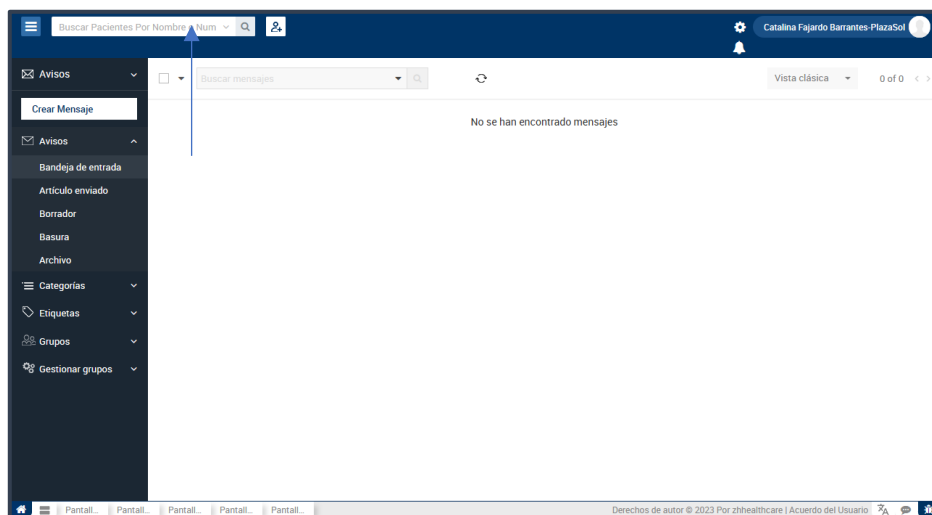 Buscar Pacientes Por Nombre Num
Catalina Fajardo Barrantes-PlazaSol
Avisos
Buscar mensajes
Vista clásica
0 of 0
Crear Mensaje
No se han encontrado mensajes
Avisos
Bandeja de entrada
Artículo enviado
Borrador
Basura
Archivo
Categorías
Etiquetas
Grupos
Gestionar grupos
Pantall... Pantall... Pantall... Pantall... Pantall...
Derechos de autor © 2023 Por zhhealthcare | Acuerdo del Usuario